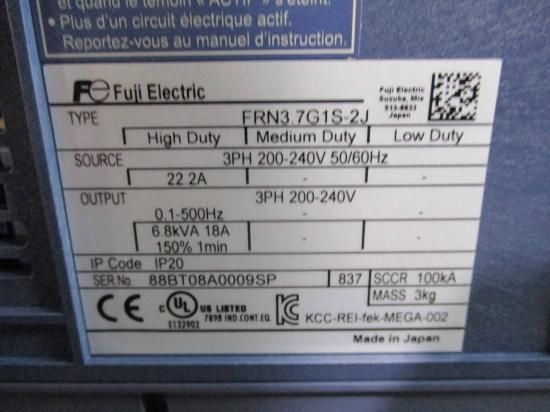 et quand le témoin « ACTIF » s'éteint.
• Plus d'un circuit électrique actif.
Reportez-vous au manuel d'instruction.
Fe Fuji Electric
Fuji Electric
Suzuka, Mie
513-8633
Japan
TYPE FRN3.7G1S-2J
High Duty Medium Duty Low Duty
SOURCE 3PH 200-240V 50/60Hz
22.2A - -
OUTPUT 3PH 200-240V
0.1-500Hz - -
6.8kVA 18A
150% 1min - -
IP Code IP20
SER.No. 88BT08A0009SP 837 SCCR 100kA
MASS 3kg
CE c UL US LISTED
7898 IND.CONT.EQ.
E132902
KCC-REI-fek-MEGA-002
Made in Japan